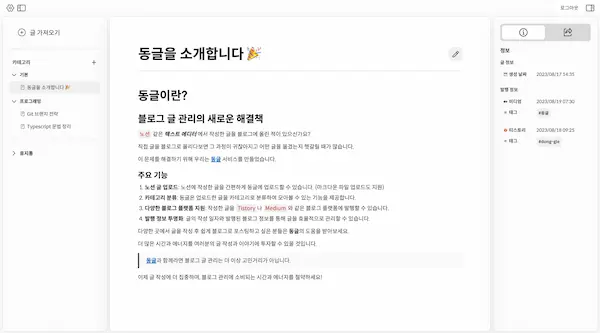 로그아웃
글 가져오기
카테고리
기본
동글을 소개합니다 🎉
프로그래밍
Git 브랜치 전략
Typescript 문법 정리
휴지통
동글을 소개합니다 🎉
동글이란?
블로그 글 관리의 새로운 해결책
노션 같은 텍스트 에디터에서 작성한 글을 블로그에 올린 적이 있으신가요?
직접 글을 블로그로 옮리다보면 그 과정이 귀찮아지고 어떤 글을 옮겼는지 헷갈릴 때가 많습니다.
이 문제를 해결하기 위해 우리는 동글 서비스를 만들었습니다.
주요 기능
1. 노션 글 업로드: 노션에 작성한 글을 간편하게 동글에 업로드할 수 있습니다. (마크다운 파일 업로드도 지원)
2. 카테고리 분류: 동글은 업로드한 글을 카테고리로 분류하여 모아볼 수 있는 기능을 제공합니다.
3. 다양한 블로그 플랫폼 지원: 작성한 글을 Tistory 나 Medium 와 같은 블로그 플랫폼에 발행할 수 있습니다.
4. 발행 정보 투명화: 글의 작성 일자와 발행된 블로그 정보를 통해 글을 효율적으로 관리할 수 있습니다.
다양한 곳에서 글을 작성 후 쉽게 블로그로 포스팅하고 싶은 분들은 동글의 도움을 받아보세요.
더 많은 시간과 에너지를 여러분의 글 작성과 이야기에 투자할 수 있을 것입니다.
동글과 함께라면 블로그 글 관리는 더 이상 고민거리가 아닙니다.
이제 글 작성에 더 집중하며, 블로그 관리에 소비되는 시간과 에너지를 절약하세요!
정보
글 정보
생성 날짜 2023/08/17 14:55
발행 정보
미디엄 2023/08/19 07:30
태그 #동글
티스토리 2023/08/18 09:25
태그 #dong-gle